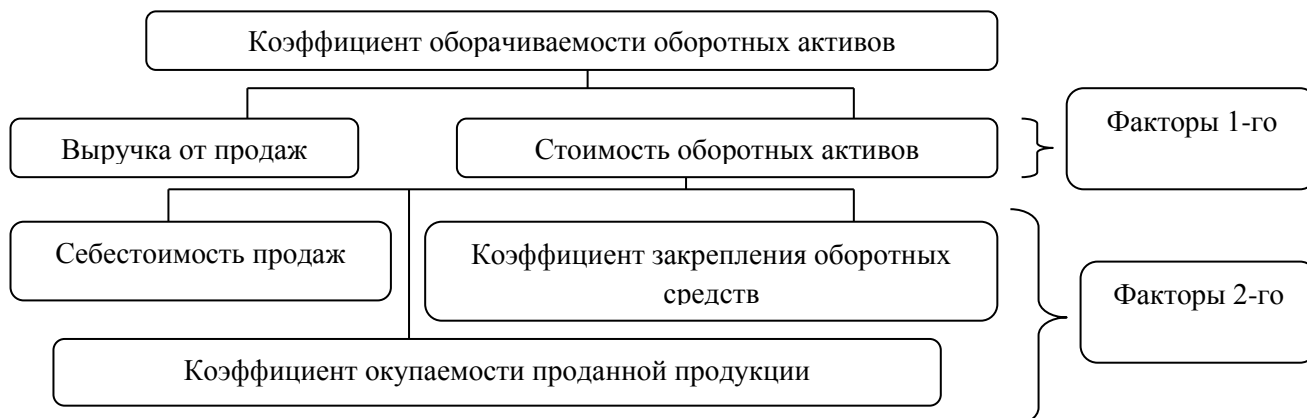 Коэффициент оборачиваемости оборотных активов
Выручка от продаж
Стоимость оборотных активов
Факторы 1-го
Себестоимость продаж
Коэффициент закрепления оборотных
средств
Факторы 2-го
Коэффициент окупаемости проданной продукции